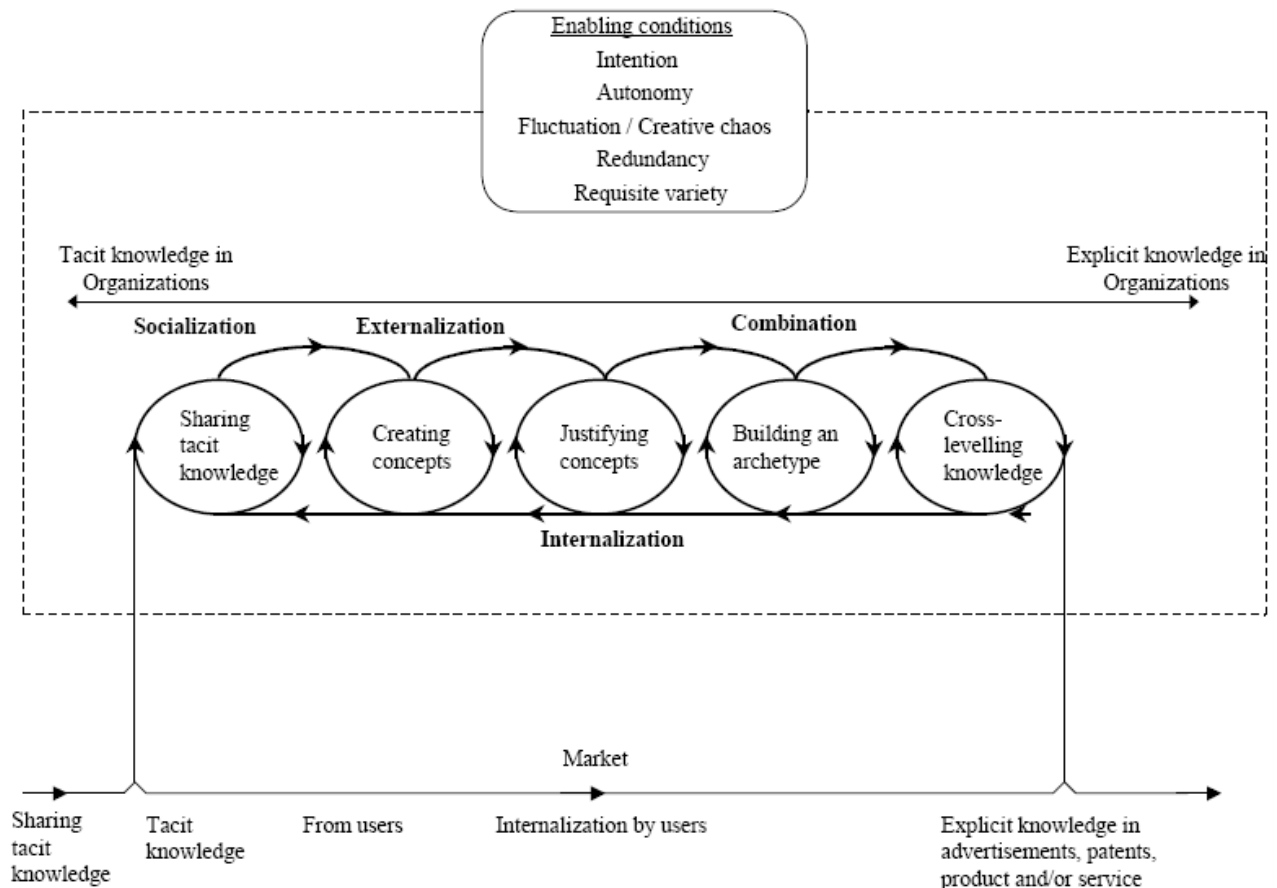 Enabling conditions
Intention
Autonomy
Fluctuation / Creative chaos
Redundancy
Requisite variety
Tacit knowledge in
Organizations
Explicit knowledge in
Organizations
Socialization
Externalization
Combination
Sharing
tacit
knowledge
Creating
concepts
Justifying
concepts
Building an
archetype
Cross-
levelling
knowledge
Internalization
Market
Sharing
tacit
knowledge
Tacit
knowledge
From users
Internalization by users
Explicit knowledge in
advertisements, patents,
product and/or service